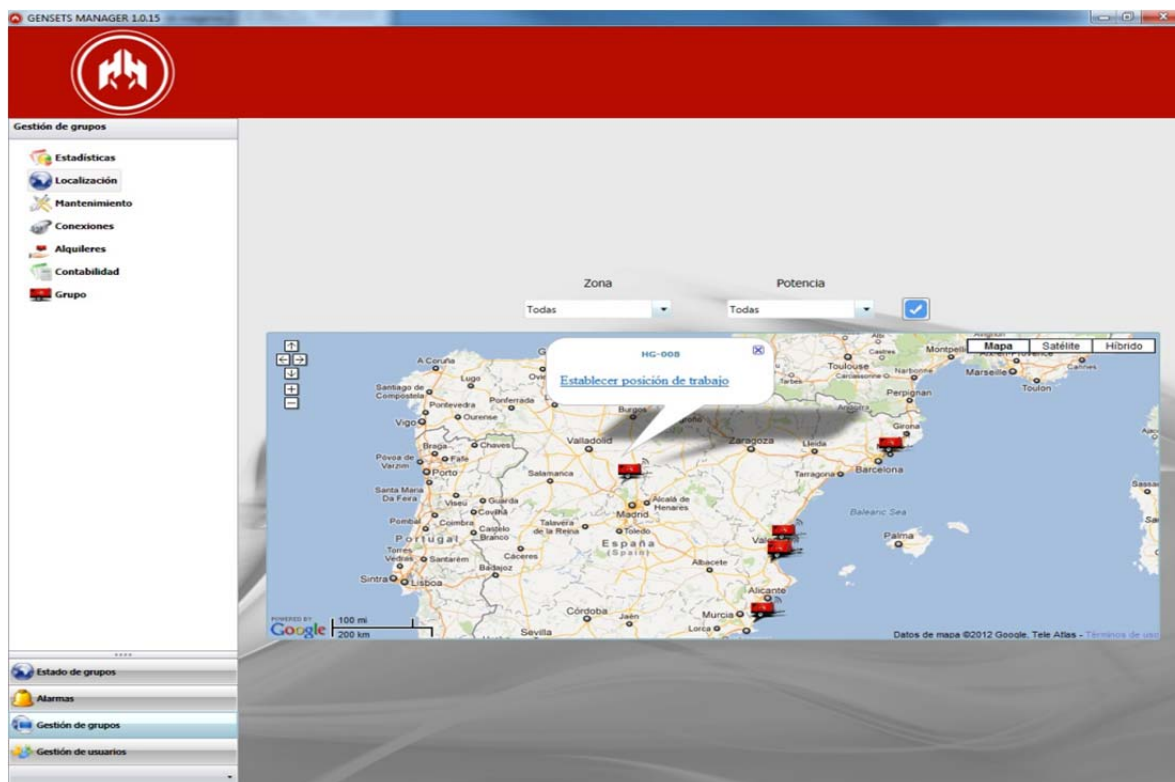 GENSETS MANAGER 1.0.15
Gestión de grupos
Estadísticas
Localización
Mantenimiento
Conexiones
Alquileres
Contabilidad
Grupo
Zona
Potencia
Todas
Todas
Mapa
Satélite
Híbrido
HG-008
Establecer posición de trabajo
A Coruña
Lugo
Santiago de Compostela
Pontevedra
Ponferrada
Ourense
Vigo
Burgos
Braga
Chaves
Póvoa de Varzim
Fafe
Porto
Valladolid
Zaragoza
Lleida
Salamanca
Tarragona
Barcelona
Girona
Andorra
Perpignan
Toulouse
Castres
Carcassonne
Narbonne
Tarbes
Montpelli
Marseille
Cannes
Toulon
Santa Maria Da Feira
Viseu
Guarda
Covilhã
Pombal
Coimbra
Castelo Branco
Portugal
Torres Vedras
Santarém
Sintra
Lisboa
Talavera de la Reina
Madrid
Alcalá de Henares
Toledo
España
(Spain)
Cáceres
Badajoz
Albacete
Alicante
Murcia
Lorca
Córdoba
Jaén
Sevilla
Balearic Sea
Palma
POWERED BY
Google
100 mi
200 km
Datos de mapa ©2012 Google, Tele Atlas - Términos de uso
Estado de grupos
Alarmas
Gestión de grupos
Gestión de usuarios